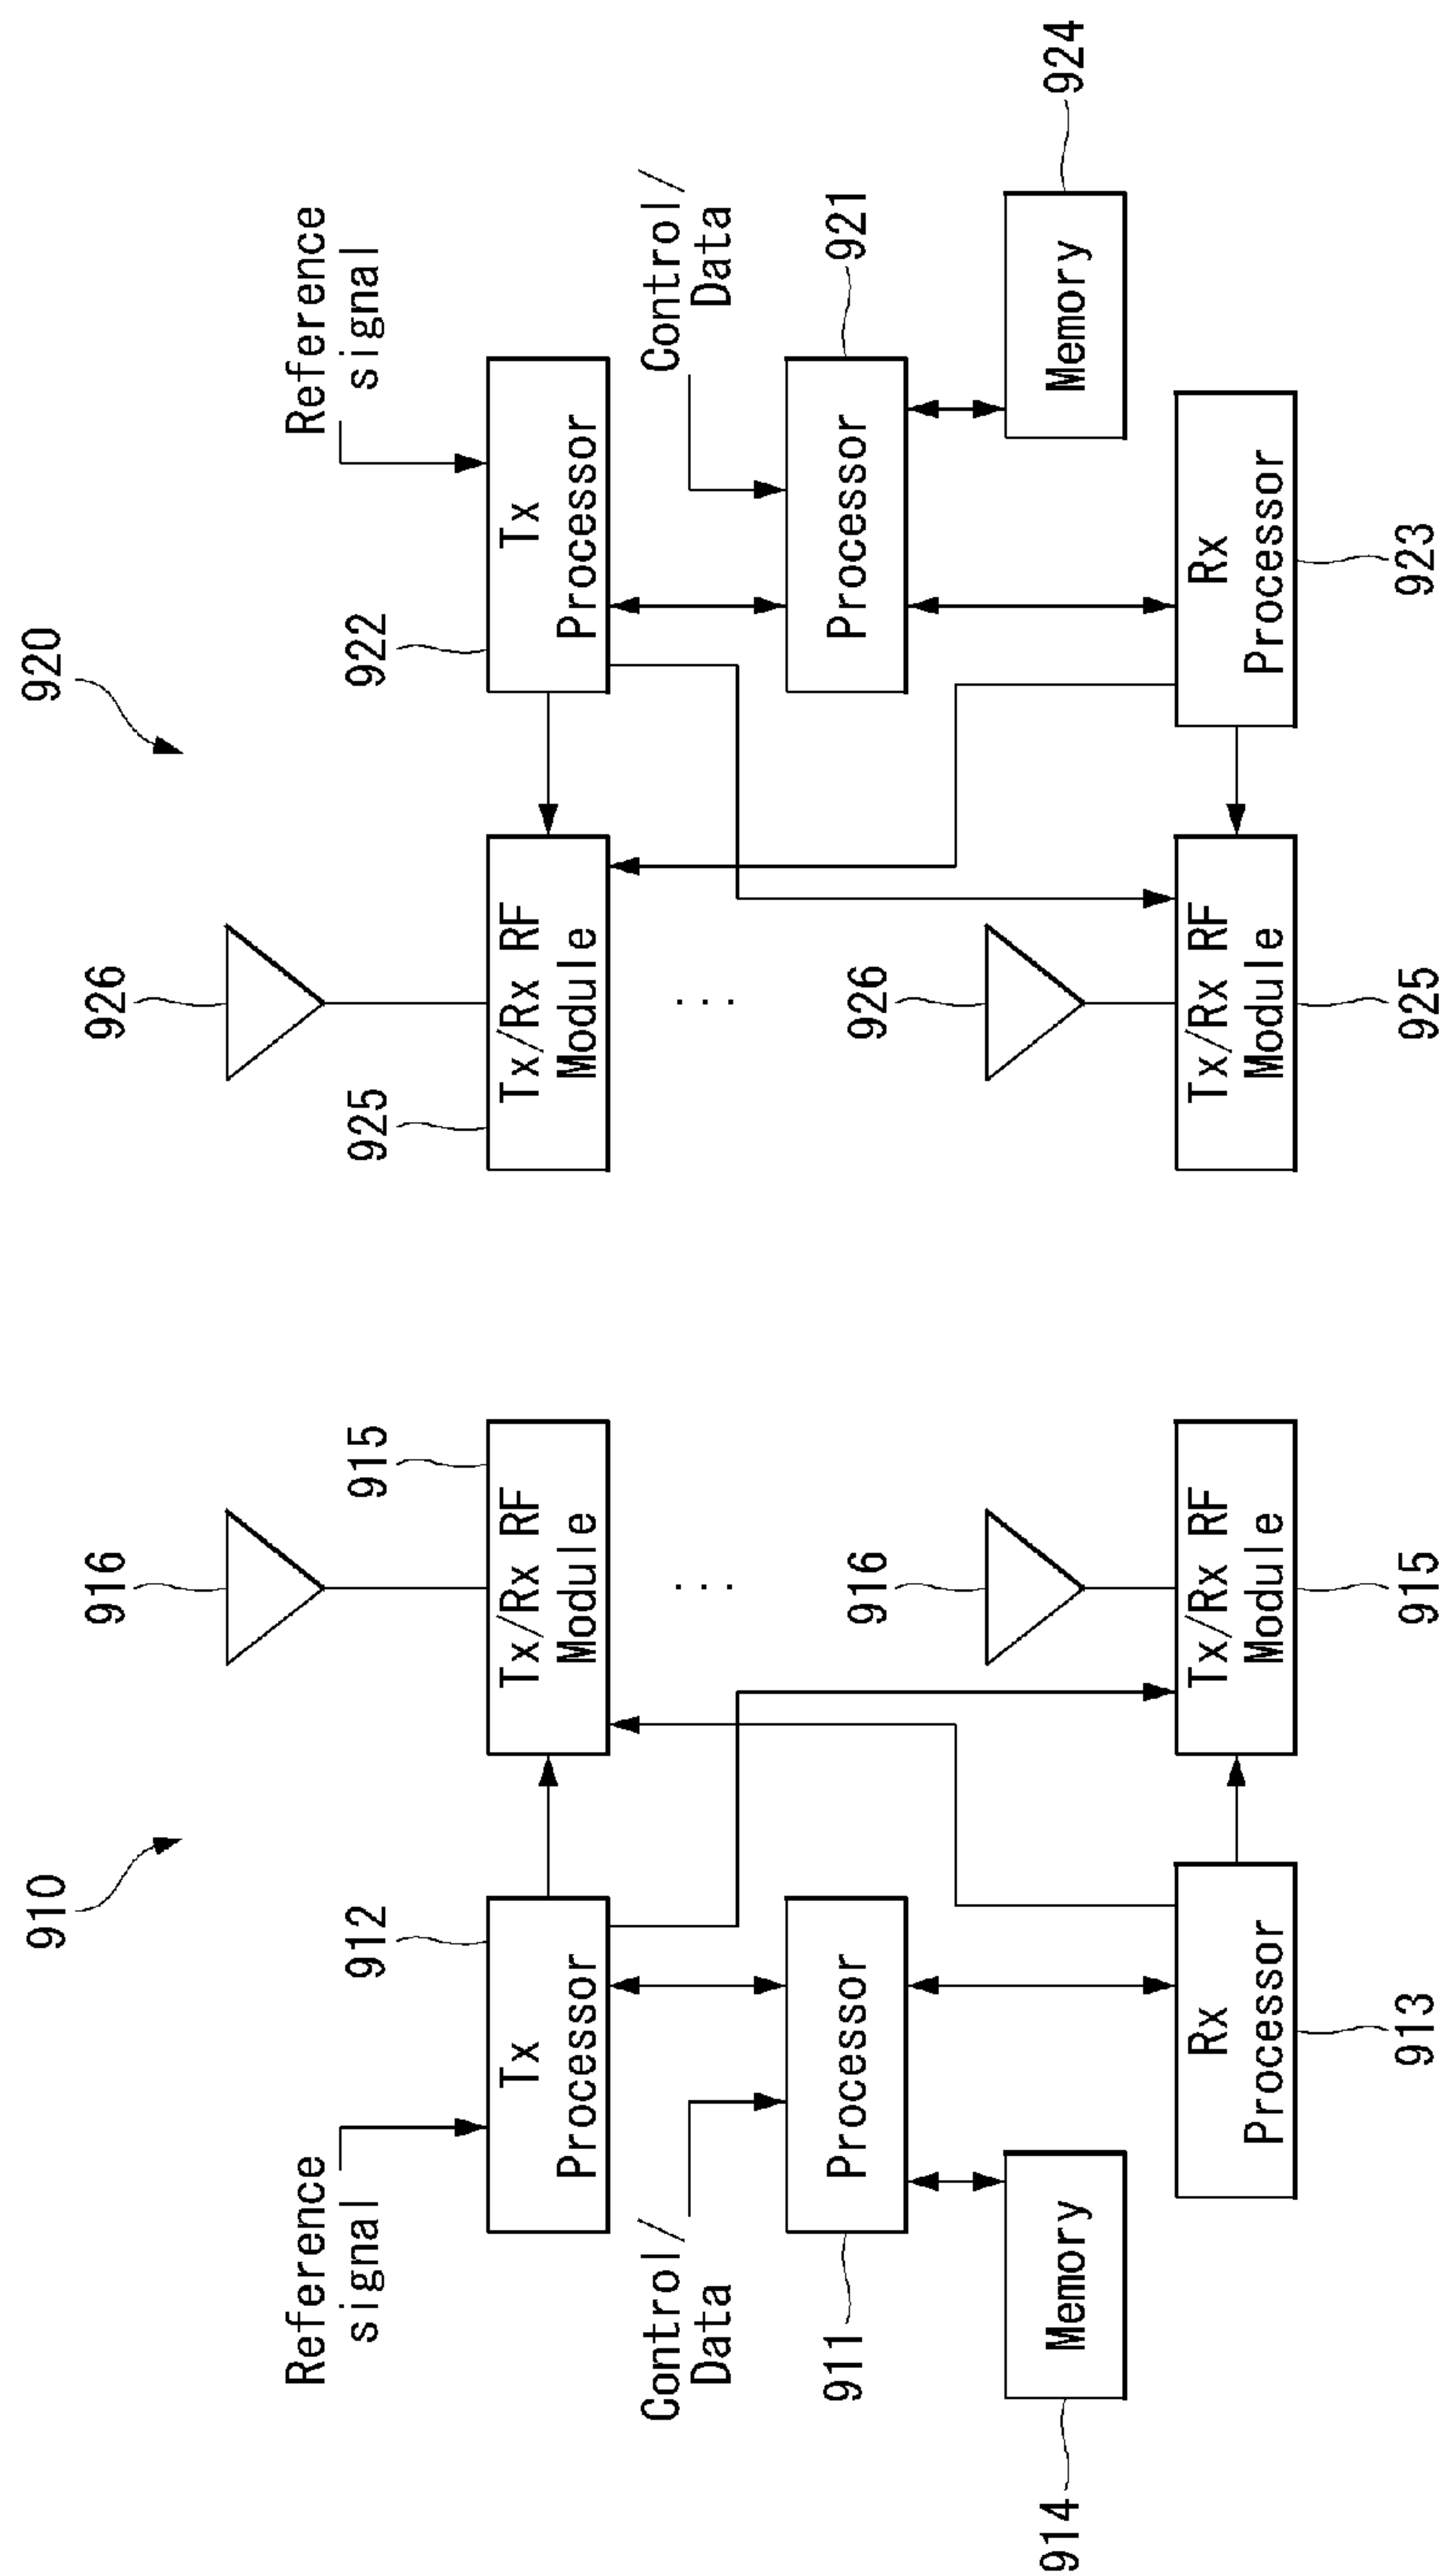 910
916
Reference
signal
912
915
Tx
Processor
Tx/Rx RF
Module
Control/
Data
...
911
Processor
916
914
Memory
Rx
Processor
Tx/Rx RF
Module
913
915
920
926
Reference
signal
925
922
Tx/Rx RF
Module
Tx
Processor
Control/
Data
...
Processor
921
926
Memory
924
Tx/Rx RF
Module
Rx
Processor
925
923